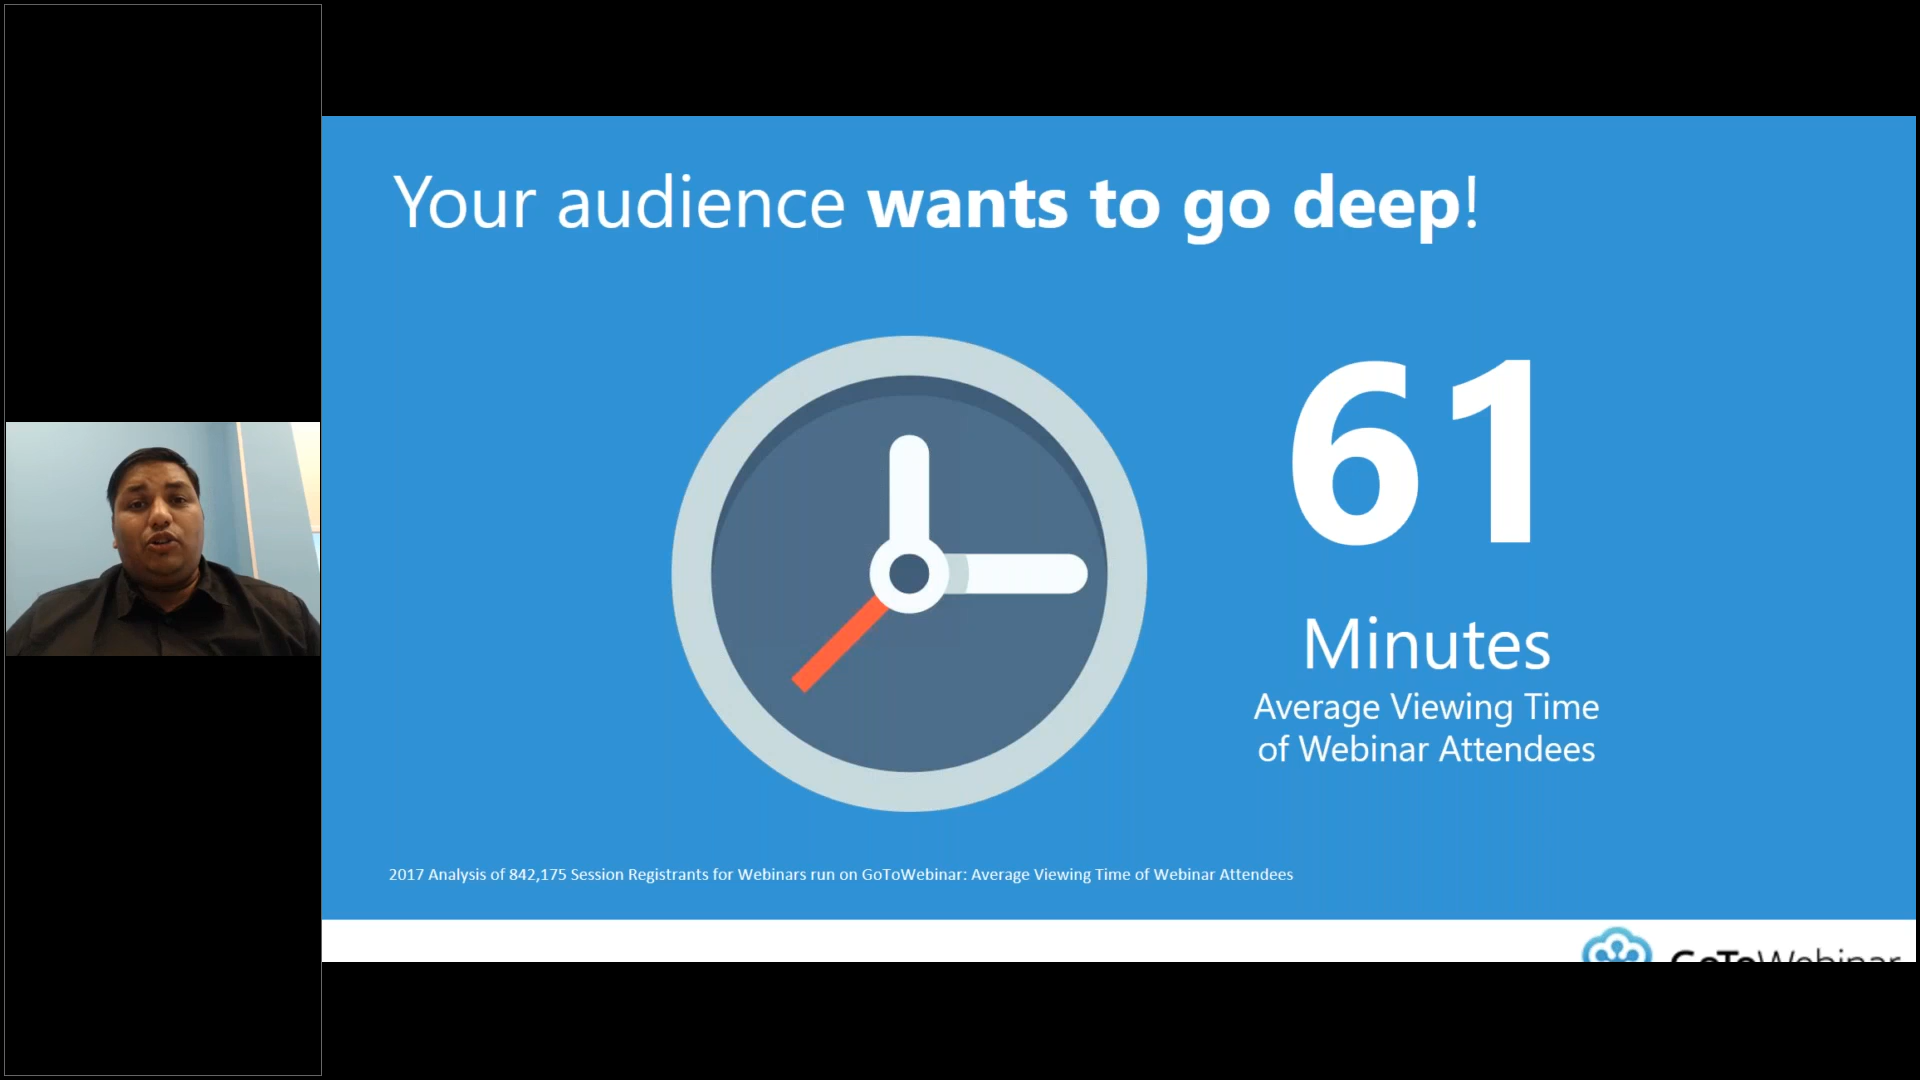 Your audience wants to go deep!
61
Minutes
Average Viewing Time
of Webinar Attendees
2017 Analysis of 842,175 Session Registrants for Webinars run on GoToWebinar: Average Viewing Time of Webinar Attendees
GoToWebinar